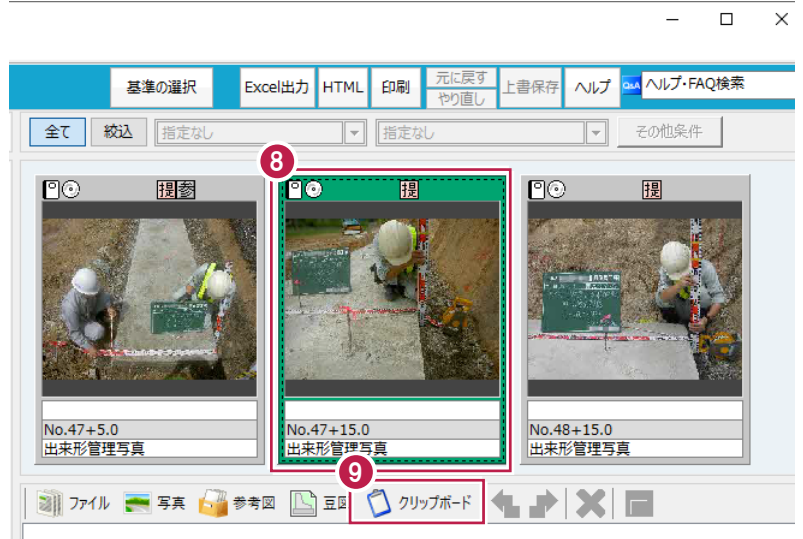 基準の選択 Excel出力 HTML 印刷 元に戻す 上書保存 ヘルプ Q&A ヘルプ・FAQ検索
やり直し
全て 絞込 指定なし 指定なし その他条件
8
提参 提 提
No.47+5.0 No.47+15.0 No.48+15.0
出来形管理写真 出来形管理写真 出来形管理写真
9
ファイル 写真 参考図 豆図 クリップボード